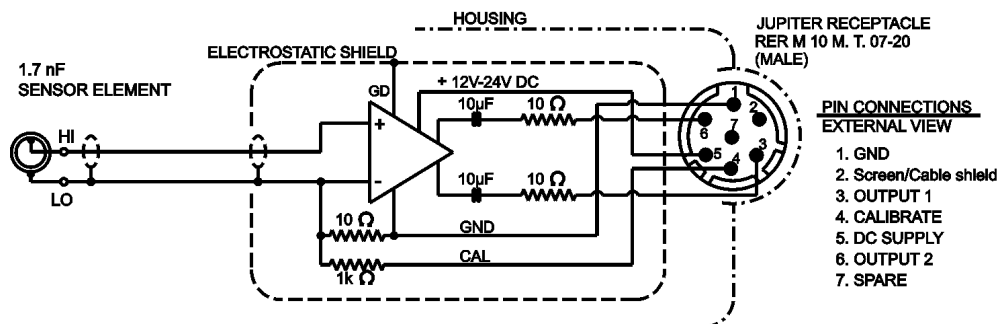 HOUSING
JUPITER RECEPTACLE
RER M 10 M. T. 07-20
(MALE)
ELECTROSTATIC SHIELD
1.7 nF
SENSOR ELEMENT
+ 12V-24V DC
GD
10µF
10 Ω
HI
+
-
LO
10µF
10 Ω
10 Ω
GND
1k Ω
CAL
1
2
6
7
5
4
3
PIN CONNECTIONS
EXTERNAL VIEW
1. GND
2. Screen/Cable shield
3. OUTPUT 1
4. CALIBRATE
5. DC SUPPLY
6. OUTPUT 2
7. SPARE